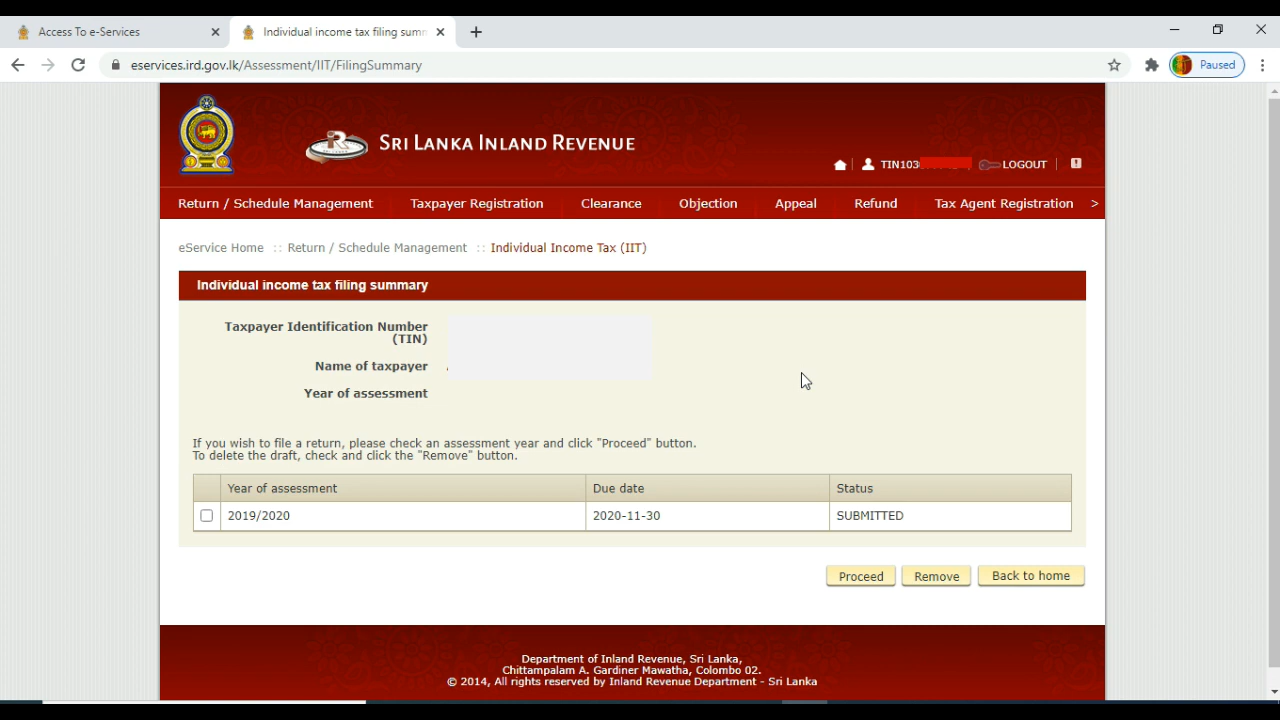 Access To e-Services
Individual income tax filing summ
eservices.ird.gov.lk/Assessment/IIT/FilingSummary
Paused
SRI LANKA INLAND REVENUE
TIN103
LOGOUT
Return / Schedule Management Taxpayer Registration Clearance Objection Appeal Refund Tax Agent Registration >
eService Home :: Return / Schedule Management :: Individual Income Tax (IIT)
Individual income tax filing summary
Taxpayer Identification Number
(TIN)
Name of taxpayer
Year of assessment
If you wish to file a return, please check an assessment year and click "Proceed" button.
To delete the draft, check and click the "Remove" button.
Year of assessment Due date Status
2019/2020 2020-11-30 SUBMITTED
Proceed Remove Back to home
Department of Inland Revenue, Sri Lanka,
Chittampalam A. Gardiner Mawatha, Colombo 02.
© 2014, All rights reserved by Inland Revenue Department - Sri Lanka